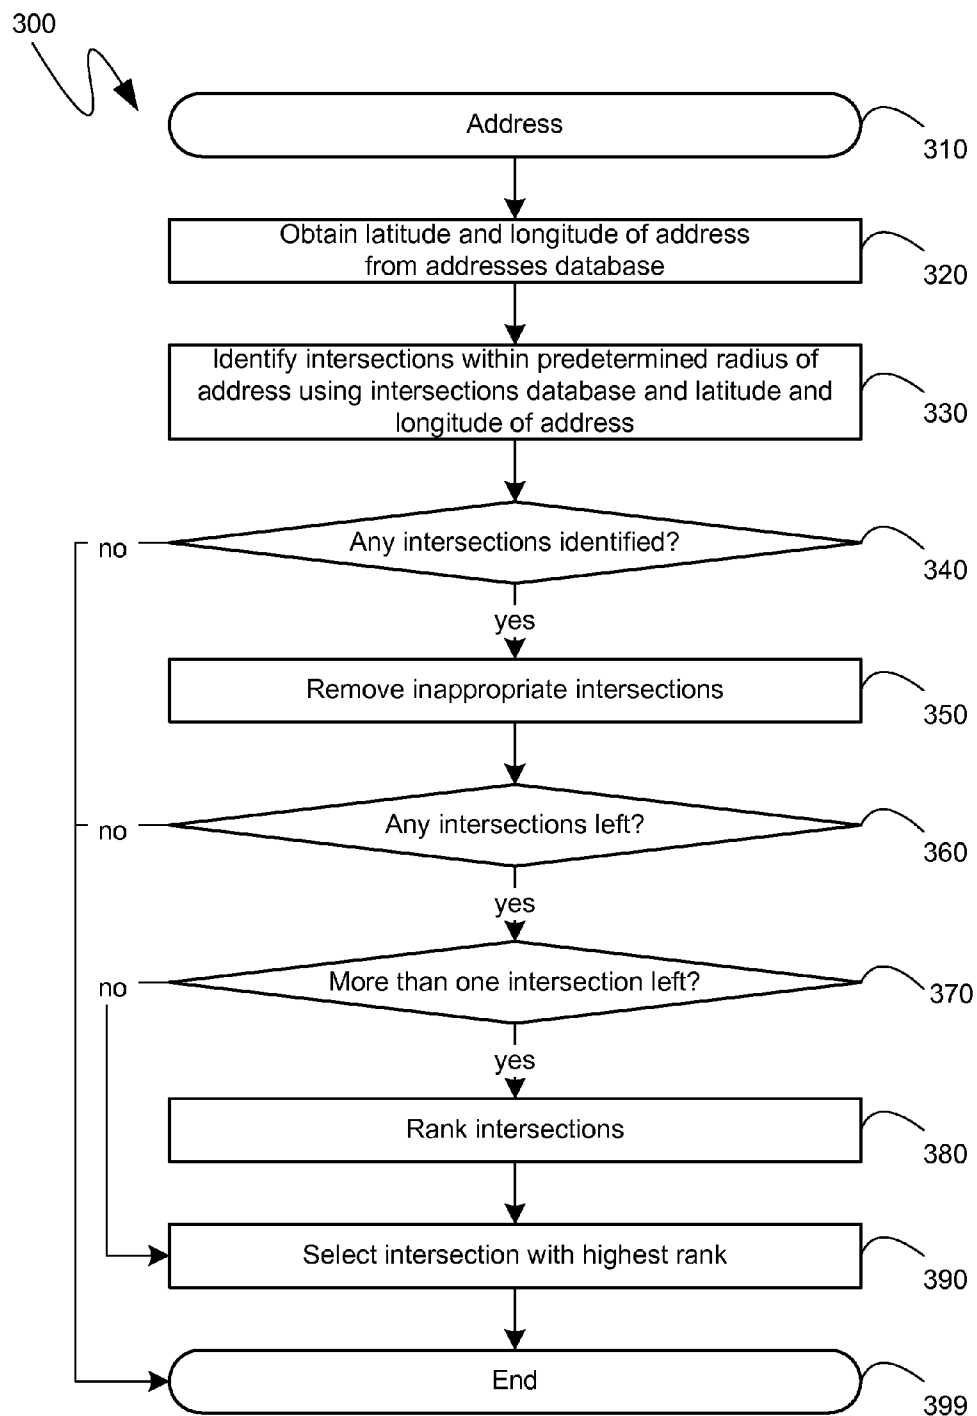 300
Address
310
Obtain latitude and longitude of address
from addresses database
320
Identify intersections within predetermined radius of
address using intersections database and latitude and
longitude of address
330
Any intersections identified?
no
340
yes
Remove inappropriate intersections
350
Any intersections left?
no
360
yes
More than one intersection left?
no
370
yes
Rank intersections
380
Select intersection with highest rank
390
End
399